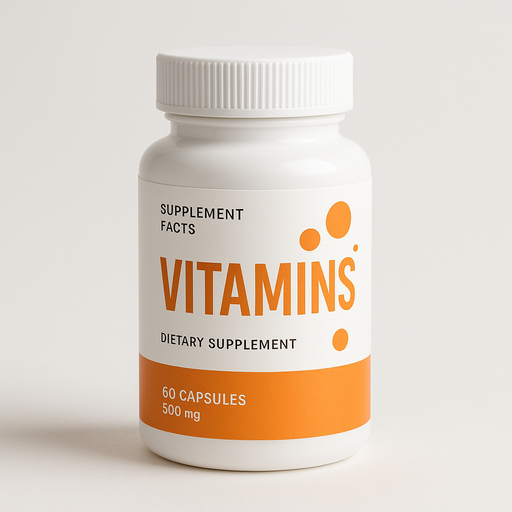 SUPPLEMENT
FACTS
VITAMINS
DIETARY SUPPLEMENT
60 CAPSULES
500 mg